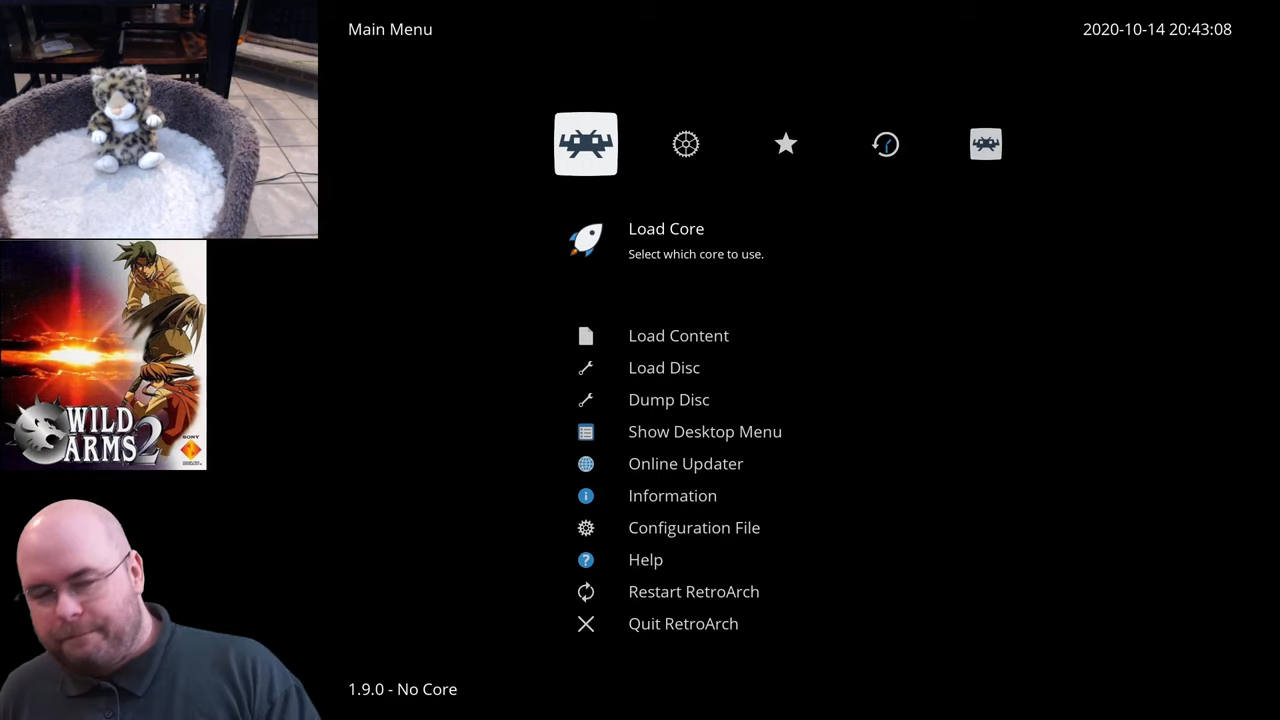 Main Menu
2020-10-14 20:43:08
Load Core
Select which core to use.
Load Content
Load Disc
Dump Disc
Show Desktop Menu
Online Updater
Information
Configuration File
Help
Restart RetroArch
Quit RetroArch
1.9.0 - No Core
WILD
ARMS 2
SONY